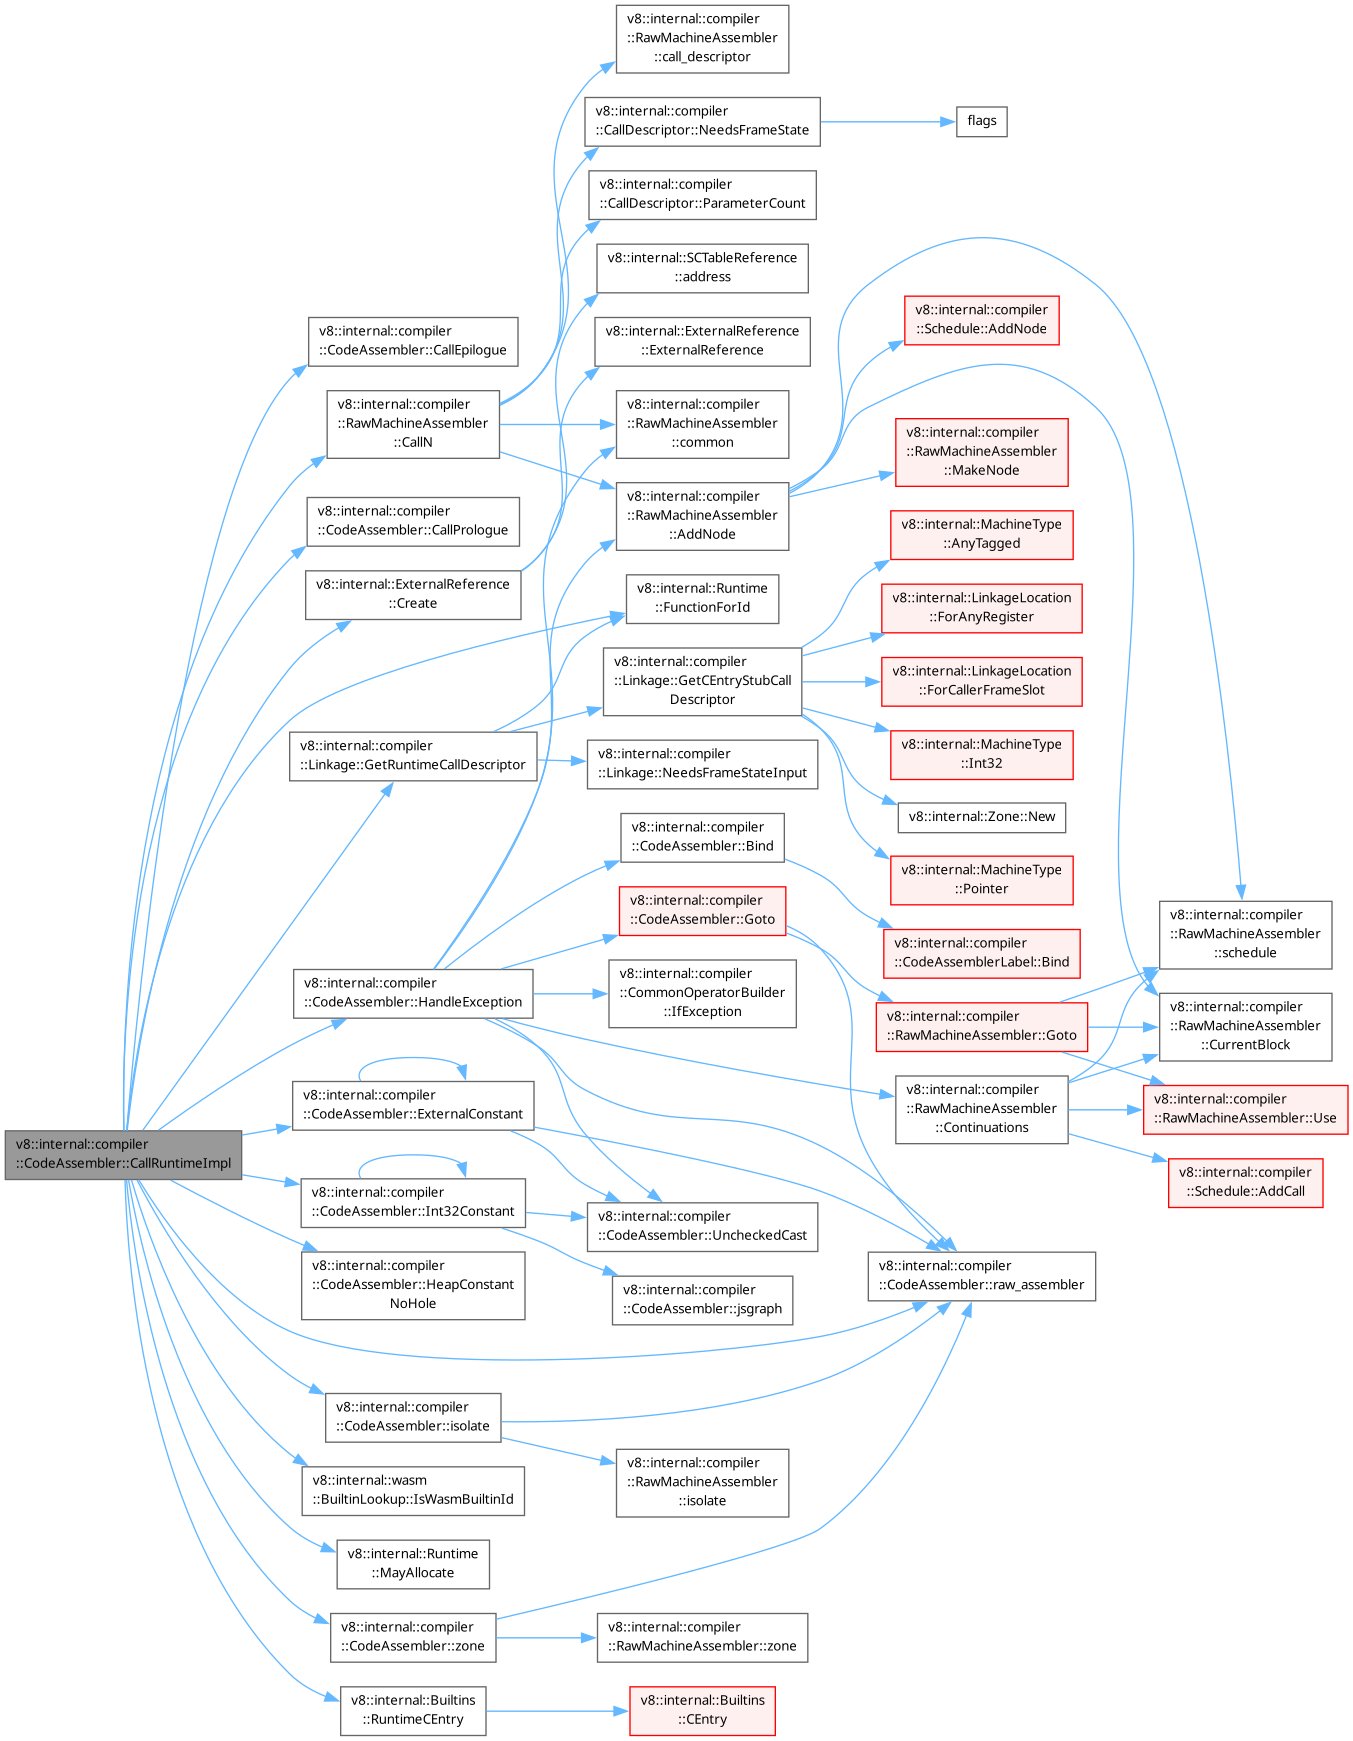 v8::internal::compiler
::RawMachineAssembler
::call_descriptor
v8::internal::compiler
::CallDescriptor::NeedsFrameState
flags
v8::internal::compiler
::CallDescriptor::ParameterCount
v8::internal::SCTableReference
::address
v8::internal::compiler
::Schedule::AddNode
v8::internal::compiler
::CodeAssembler::CallEpilogue
v8::internal::ExternalReference
::ExternalReference
v8::internal::compiler
::RawMachineAssembler
::CallN
v8::internal::compiler
::RawMachineAssembler
::common
v8::internal::compiler
::RawMachineAssembler
::MakeNode
v8::internal::compiler
::CodeAssembler::CallPrologue
v8::internal::compiler
::RawMachineAssembler
::AddNode
v8::internal::MachineType
::AnyTagged
v8::internal::ExternalReference
::Create
v8::internal::Runtime
::FunctionForId
v8::internal::LinkageLocation
::ForAnyRegister
v8::internal::compiler
::Linkage::GetCEntryStubCall
Descriptor
v8::internal::LinkageLocation
::ForCallerFrameSlot
v8::internal::compiler
::Linkage::GetRuntimeCallDescriptor
v8::internal::compiler
::Linkage::NeedsFrameStateInput
v8::internal::MachineType
::Int32
v8::internal::Zone::New
v8::internal::compiler
::CodeAssembler::Bind
v8::internal::MachineType
::Pointer
v8::internal::compiler
::CodeAssembler::Goto
v8::internal::compiler
::CodeAssemblerLabel::Bind
v8::internal::compiler
::RawMachineAssembler
::schedule
v8::internal::compiler
::CodeAssembler::HandleException
v8::internal::compiler
::CommonOperatorBuilder
::IfException
v8::internal::compiler
::RawMachineAssembler::Goto
v8::internal::compiler
::RawMachineAssembler
::CurrentBlock
v8::internal::compiler
::CodeAssembler::ExternalConstant
v8::internal::compiler
::RawMachineAssembler
::Continuations
v8::internal::compiler
::RawMachineAssembler::Use
v8::internal::compiler
::CodeAssembler::CallRuntimeImpl
v8::internal::compiler
::Schedule::AddCall
v8::internal::compiler
::CodeAssembler::Int32Constant
v8::internal::compiler
::CodeAssembler::UncheckedCast
v8::internal::compiler
::CodeAssembler::HeapConstant
NoHole
v8::internal::compiler
::CodeAssembler::jsgraph
v8::internal::compiler
::CodeAssembler::raw_assembler
v8::internal::compiler
::CodeAssembler::isolate
v8::internal::compiler
::RawMachineAssembler
::isolate
v8::internal::wasm
::BuiltinLookup::IsWasmBuiltinId
v8::internal::Runtime
::MayAllocate
v8::internal::compiler
::CodeAssembler::zone
v8::internal::compiler
::RawMachineAssembler::zone
v8::internal::Builtins
::RuntimeCEntry
v8::internal::Builtins
::CEntry